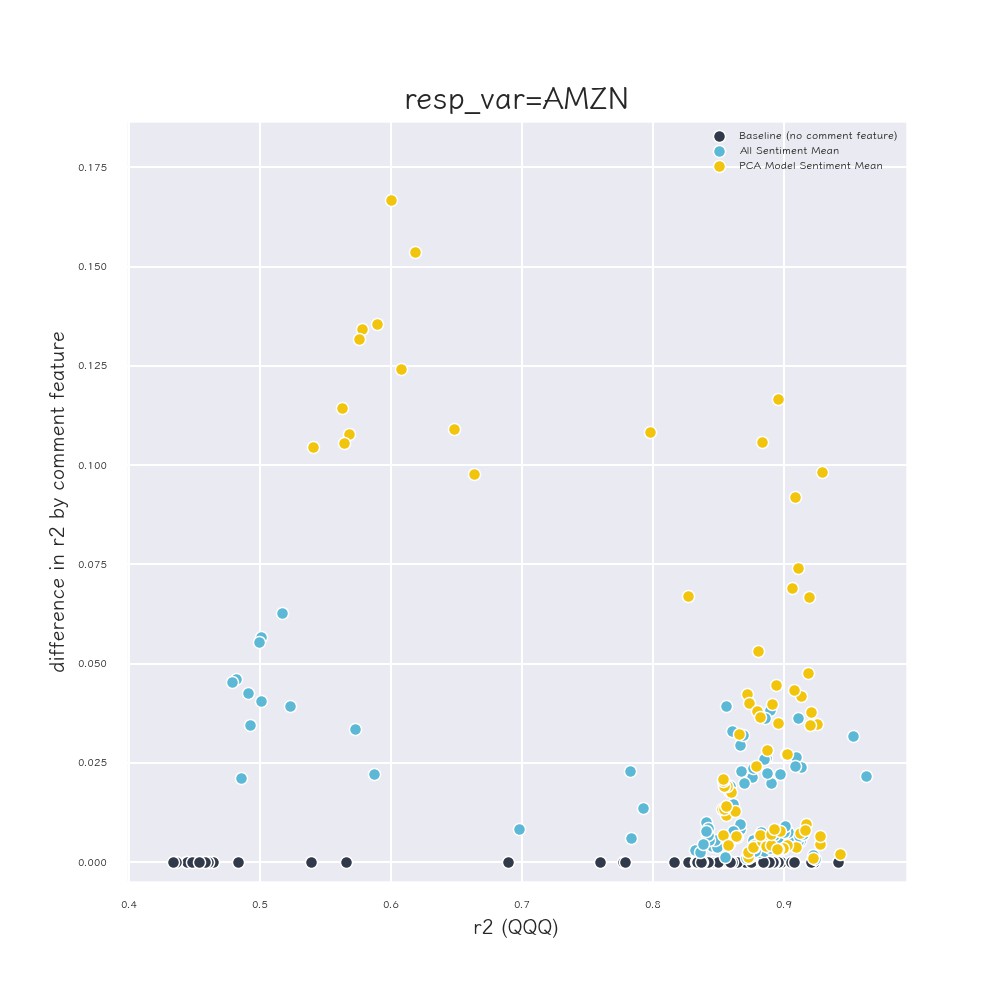 resp_var=AMZN
Baseline (no comment feature)
All Sentiment Mean
PCA Model Sentiment Mean
difference in r2 by comment feature
0.175
0.150
0.125
0.100
0.075
0.050
0.025
0.000
0.4 0.5 0.6 0.7 0.8 0.9
r2 (QQQ)